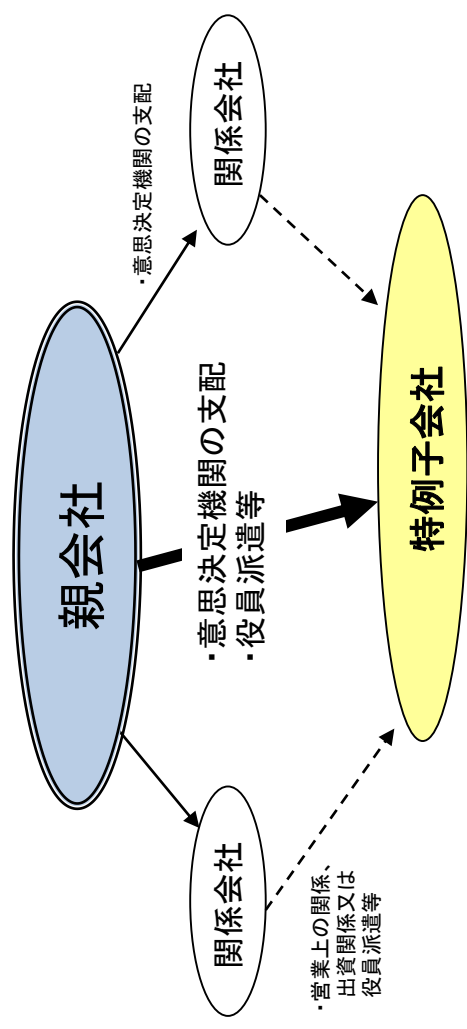 親会社
・意思決定機関の支配
関係会社
関係会社
・意思決定機関の支配
・役員派遣等
・営業上の関係、
出資関係又は
役員派遣等
特例子会社